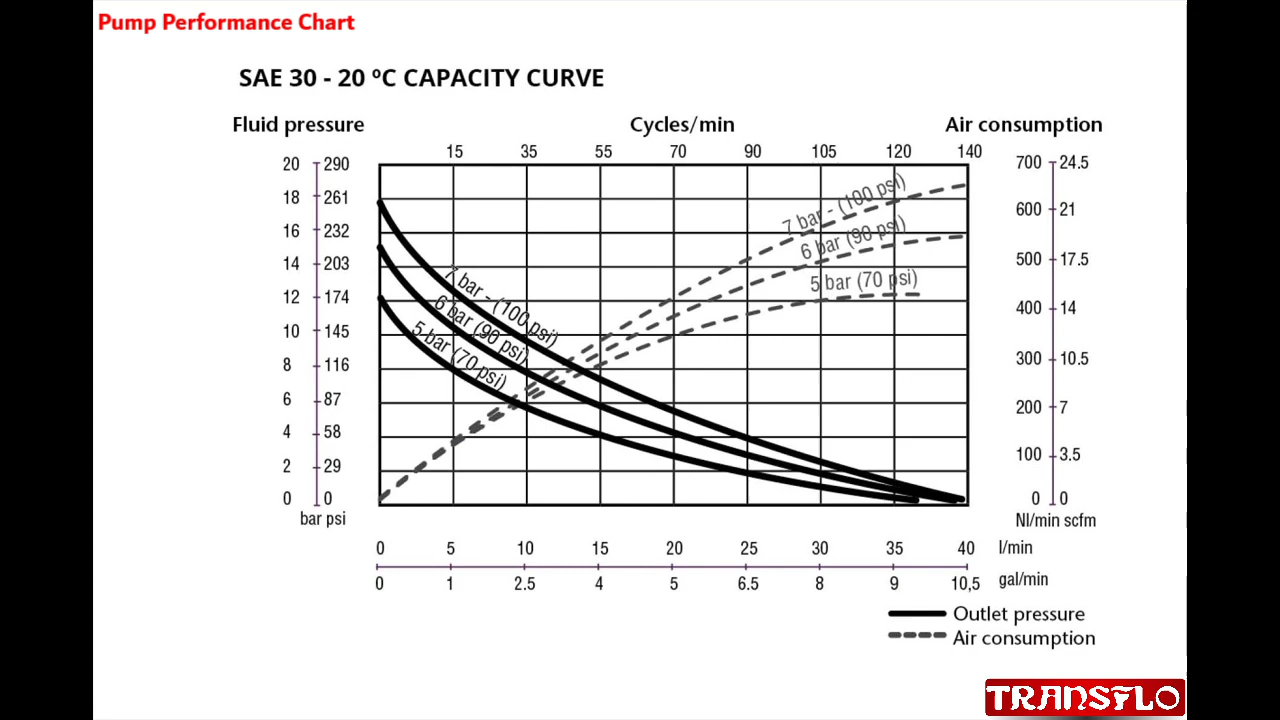 Pump Performance Chart
SAE 30 - 20 ºC CAPACITY CURVE
Fluid pressure
Cycles/min
Air consumption
15 35 55 70 90 105 120 140
20 290
18 261
16 232
14 203
12 174
10 145
8 116
6 87
4 58
2 29
0 0
bar psi
700 24.5
600 21
500 17.5
400 14
300 10.5
200 7
100 3.5
0 0
Nl/min scfm
7 bar - (100 psi)
6 bar (90 psi)
5 bar (70 psi)
7 bar - (100 psi)
6 bar (90 psi)
5 bar (70 psi)
0 5 10 15 20 25 30 35 40 l/min
0 1 2.5 4 5 6.5 8 9 10,5 gal/min
Outlet pressure
Air consumption
TRANSFLO